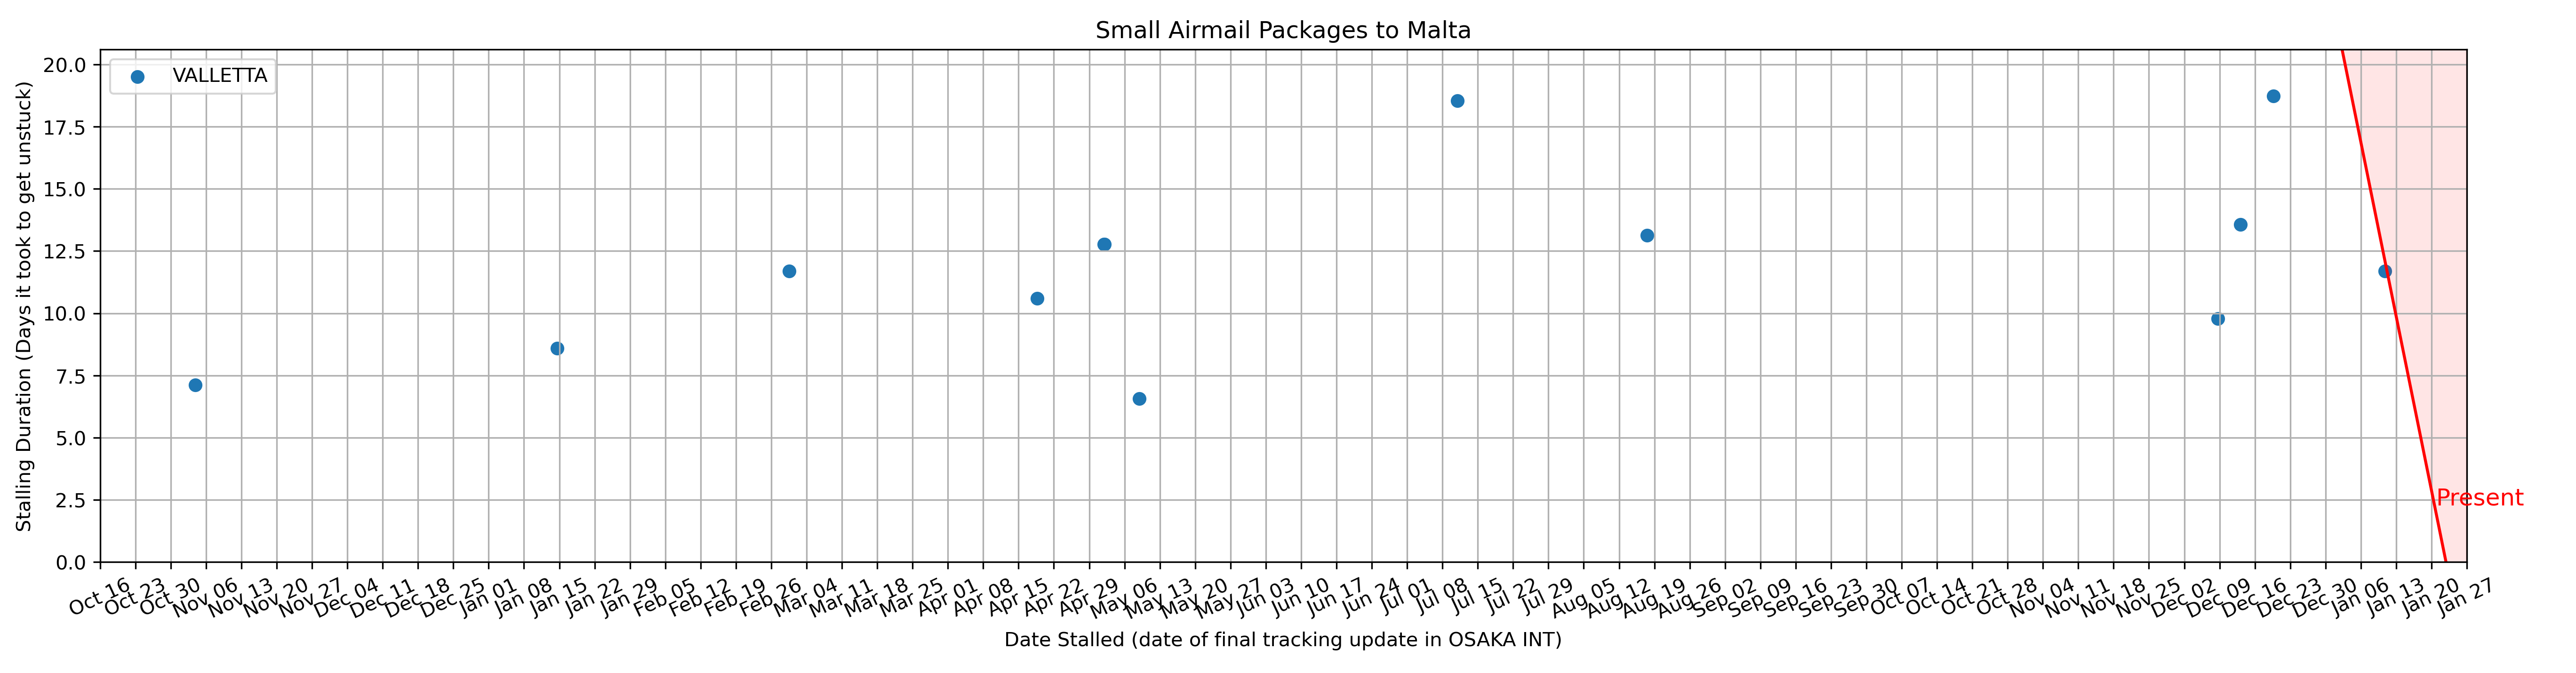 Small Airmail Packages to Malta
VALLETTA
Stalling Duration (Days it took to get unstuck)
20.0
17.5
15.0
12.5
10.0
7.5
5.0
2.5
0.0
Present
Oct 16 Oct 23 Oct 30 Nov 06 Nov 13 Nov 20 Nov 27 Dec 04 Dec 11 Dec 18 Dec 25 Jan 01 Jan 08 Jan 15 Jan 22 Jan 29 Feb 05 Feb 12 Feb 19 Feb 26 Mar 04 Mar 11 Mar 18 Mar 25 Apr 01 Apr 08 Apr 15 Apr 22 Apr 29 May 06 May 13 May 20 May 27 Jun 03 Jun 10 Jun 17 Jun 24 Jul 01 Jul 08 Jul 15 Jul 22 Jul 29 Aug 05 Aug 12 Aug 19 Aug 26 Sep 02 Sep 09 Sep 16 Sep 23 Sep 30 Oct 07 Oct 14 Oct 21 Oct 28 Nov 04 Nov 11 Nov 18 Nov 25 Dec 02 Dec 09 Dec 16 Dec 23 Dec 30 Jan 06 Jan 13 Jan 20 Jan 27
Date Stalled (date of final tracking update in OSAKA INT)